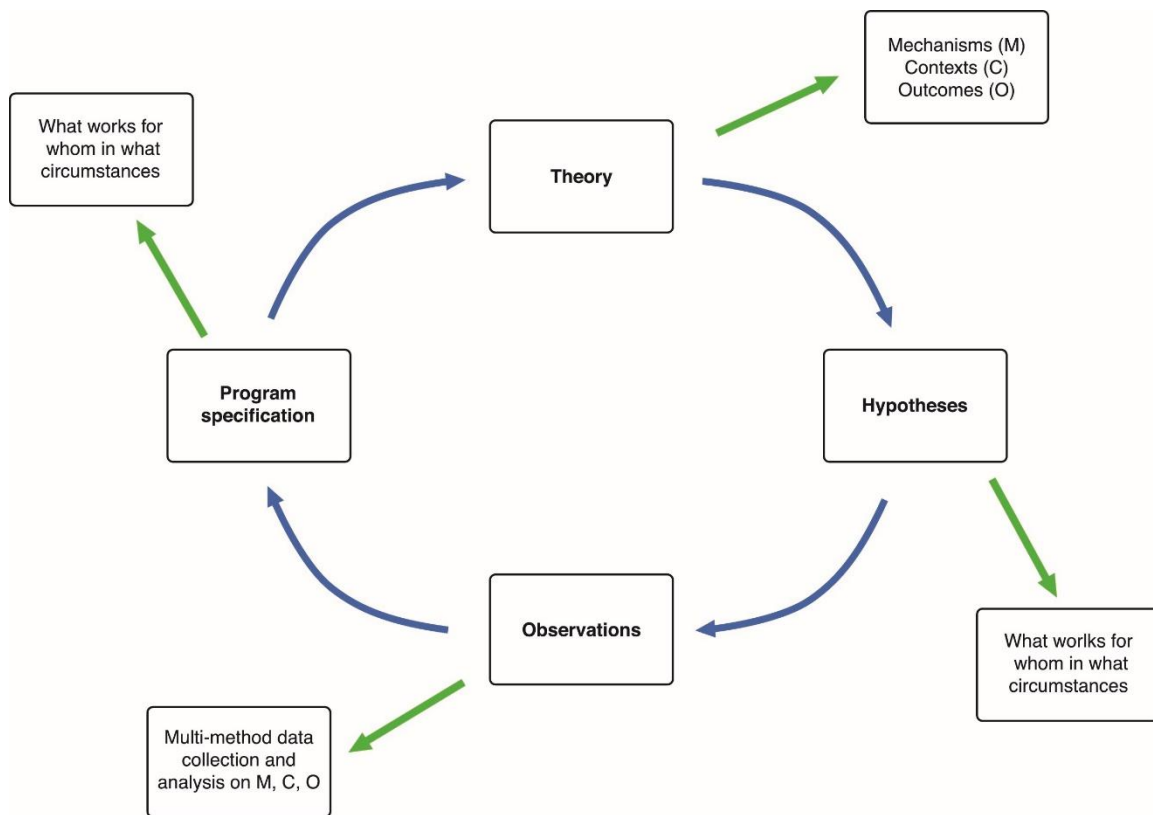 Mechanisms (M)
Contexts (C)
Outcomes (O)
What works for
whom in what
circumstances
Theory
Program
specification
Hypotheses
Observations
What worlks for
whom in what
circumstances
Multi-method data
collection and
analysis on M, C, O